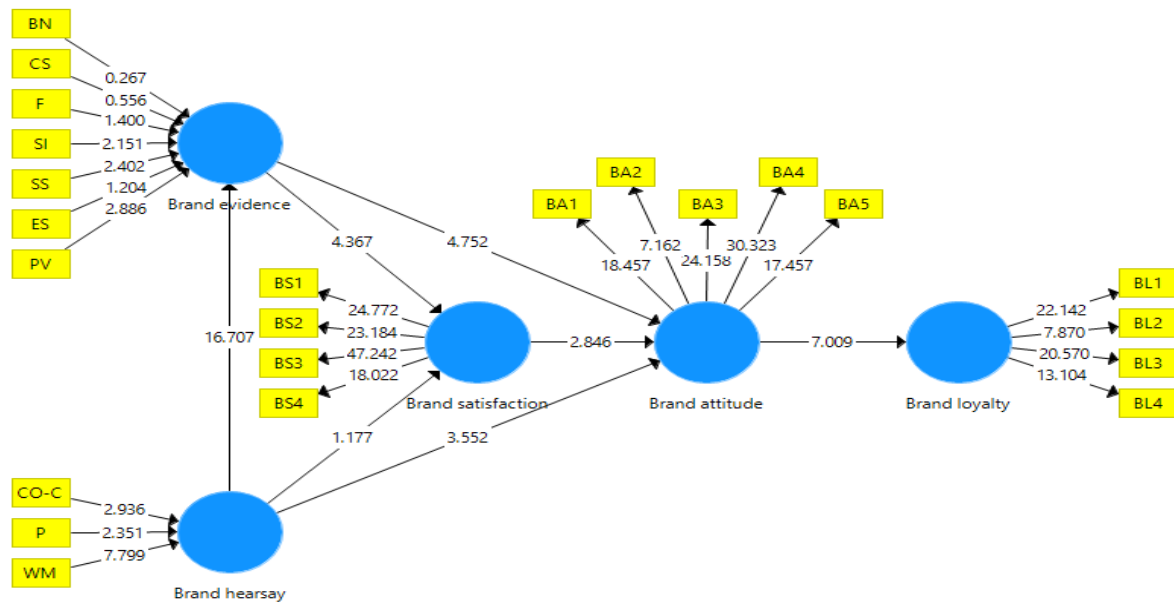 BN
CS
F
SI
SS
ES
PV
0.267
0.556
1.400
2.151
2.402
1.204
2.886
Brand evidence
4.367
4.752
16.707
BS1
BS2
BS3
BS4
24.772
23.184
47.242
18.022
Brand satisfaction
2.846
1.177
3.552
BA1
BA2
BA3
BA4
BA5
18.457
7.162
24.158
30.323
17.457
Brand attitude
7.009
Brand loyalty
22.142
7.870
20.570
13.104
BL1
BL2
BL3
BL4
CO-C
P
WM
2.936
2.351
7.799
Brand hearsay